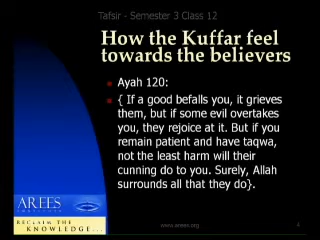 Tafsir - Semester 3 Class 12
How the Kuffar feel
towards the believers
Ayah 120:
{ If a good befalls you, it grieves
them, but if some evil overtakes
you, they rejoice at it. But if you
remain patient and have taqwa,
not the least harm will their
cunning do to you. Surely, Allah
surrounds all that they do}.
AREES
RECLAIM THE
KNOWLEDGE...
www.arees.org